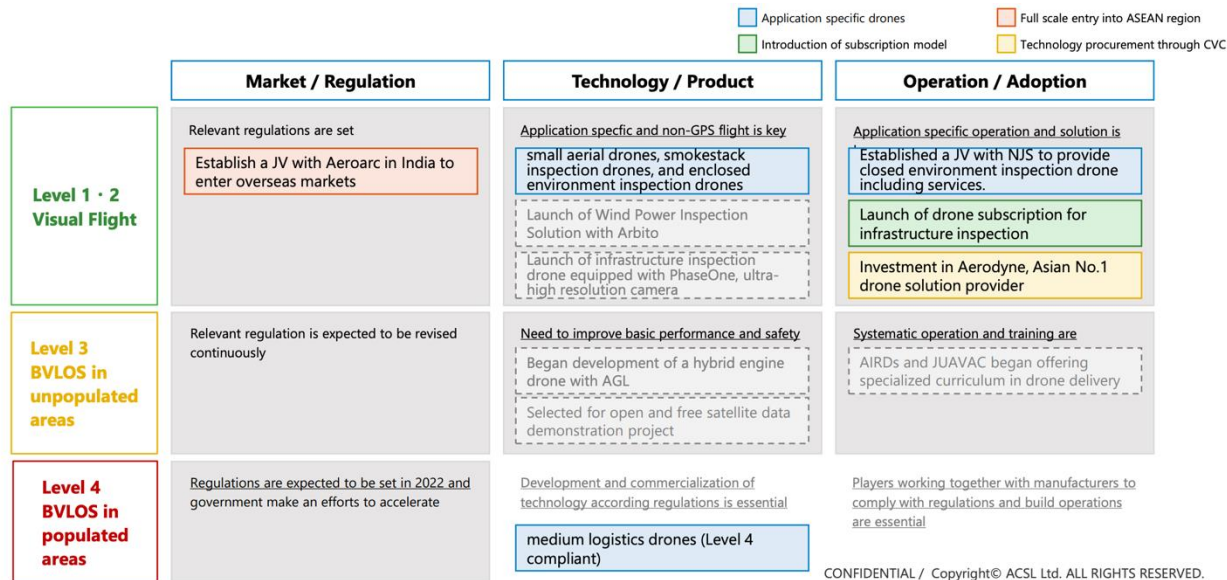 Application specific drones
Full scale entry into ASEAN region
Introduction of subscription model
Technology procurement through CVC
Market / Regulation
Technology / Product
Operation / Adoption
Level 1・2
Visual Flight
Relevant regulations are set
Establish a JV with Aeroarc in India to
enter overseas markets
Application specfic and non-GPS flight is key
small aerial drones, smokestack
inspection drones, and enclosed
environment inspection drones
Launch of Wind Power Inspection
Solution with Arbito
Launch of infrastructure inspection
drone equipped with PhaseOne, ultra-
high resolution camera
Application specific operation and solution is
Established a JV with NJS to provide
closed environment inspection drone
including services.
Launch of drone subscription for
infrastructure inspection
Investment in Aerodyne, Asian No.1
drone solution provider
Level 3
BVLOS in
unpopulated
areas
Relevant regulation is expected to be revised
continuously
Need to improve basic performance and safety
Began development of a hybrid engine
drone with AGL
Selected for open and free satellite data
demonstration project
Systematic operation and training are
AIRDs and JUAVAC began offering
specialized curriculum in drone delivery
Level 4
BVLOS in
populated
areas
Regulations are expected to be set in 2022 and
government make an efforts to accelerate
Development and commercialization of
technology according regulations is essential
medium logistics drones (Level 4
compliant)
Players working together with manufacturers to
comply with regulations and build operations
are essential
CONFIDENTIAL / Copyright© ACSL Ltd. ALL RIGHTS RESERVED.